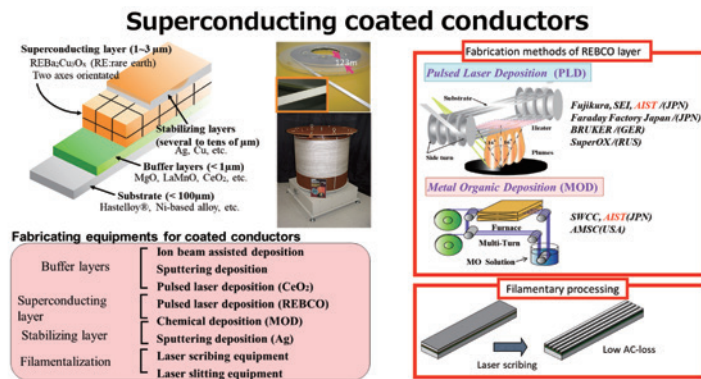 Superconducting coated conductors
Superconducting layer (1~3 μm)
REBa₂Cu₃Oₓ (RE:rare earth)
Two axes orientated
Stabilizing layers
(several to tens of μm)
Ag, Cu, etc.
Buffer layers (< 1μm)
MgO, LaMnO, CeO₂, etc.
Substrate (< 100μm)
Hastelloy®, Ni-based alloy, etc.
123m
Fabricating equipments for coated conductors
Buffer layers
Ion beam assisted deposition
Sputtering deposition
Pulsed laser deposition (CeO₂)
Superconducting
layer
Pulsed laser deposition (REBCO)
Chemical deposition (MOD)
Stabilizing layer
Sputtering deposition (Ag)
Filamentalization
Laser scribing equipment
Laser slitting equipment
Fabrication methods of REBCO layer
Pulsed Laser Deposition (PLD)
Substrate
Heater
Side turn
Plumes
Fujikura, SEI, AIST /(JPN)
Faraday Factory Japan /(JPN)
BRUKER /(GER)
SuperOX /(RUS)
Metal Organic Deposition (MOD)
Furnace
Multi-Turn
MO Solution
SWCC, AIST(JPN)
AMSC(USA)
Filamentary processing
Laser scribing
Low AC-loss